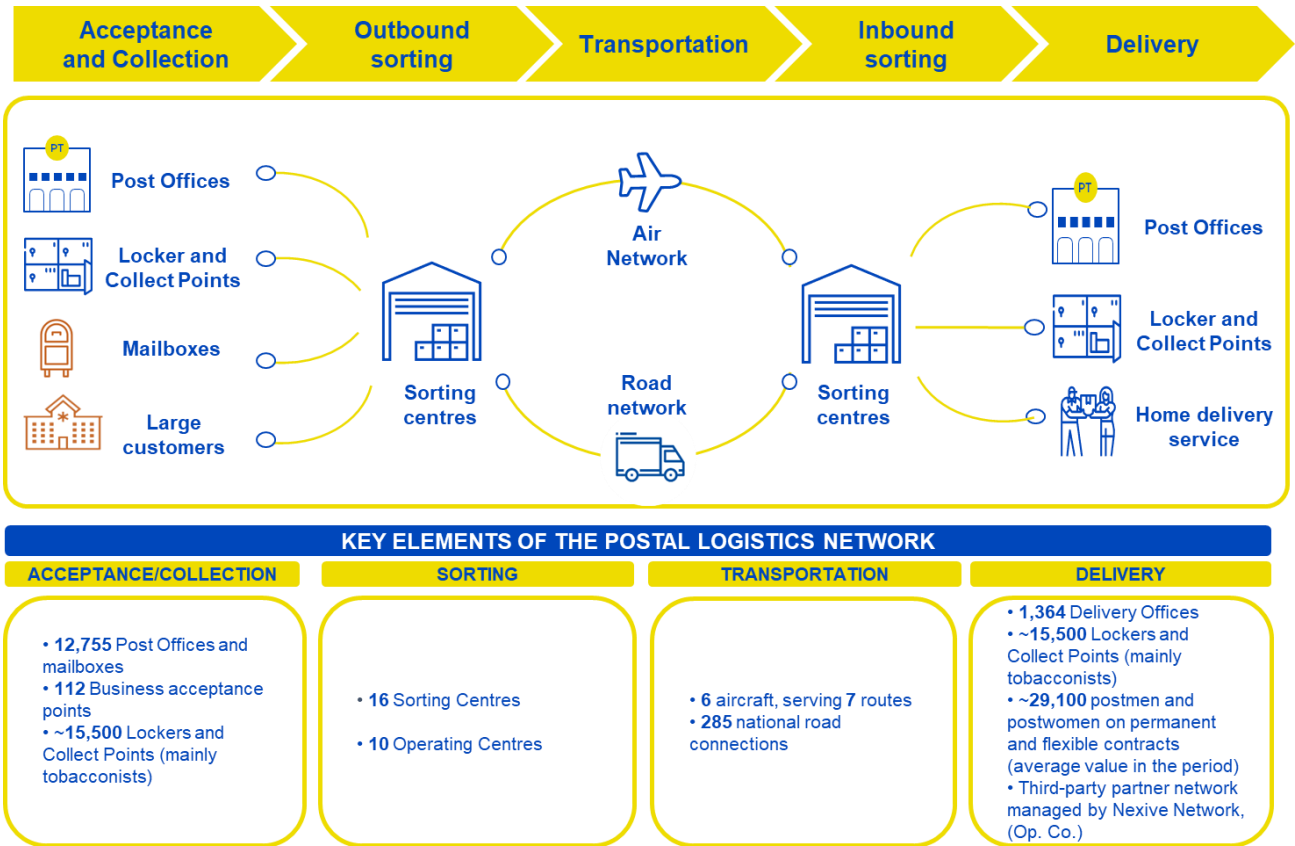 Acceptance
and Collection
Outbound
sorting
Transportation
Inbound
sorting
Delivery
PT
Post Offices
Locker and
Collect Points
Mailboxes
Large
customers
Sorting
centres
Air
Network
Road
network
Sorting
centres
PT
Post Offices
Locker and
Collect Points
Home delivery
service
KEY ELEMENTS OF THE POSTAL LOGISTICS NETWORK
ACCEPTANCE/COLLECTION
• 12,755 Post Offices and
mailboxes
• 112 Business acceptance
points
• ~15,500 Lockers and
Collect Points (mainly
tobacconists)
SORTING
• 16 Sorting Centres
• 10 Operating Centres
TRANSPORTATION
• 6 aircraft, serving 7 routes
• 285 national road
connections
DELIVERY
• 1,364 Delivery Offices
• ~15,500 Lockers and
Collect Points (mainly
tobacconists)
• ~29,100 postmen and
postwomen on permanent
and flexible contracts
(average value in the period)
• Third-party partner network
managed by Nexive Network,
(Op. Co.)